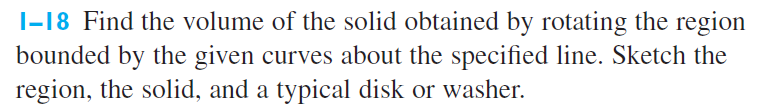 1–18 Find the volume of the solid obtained by rotating the region
bounded by the given curves about the specified line. Sketch the
region, the solid, and a typical disk or washer.